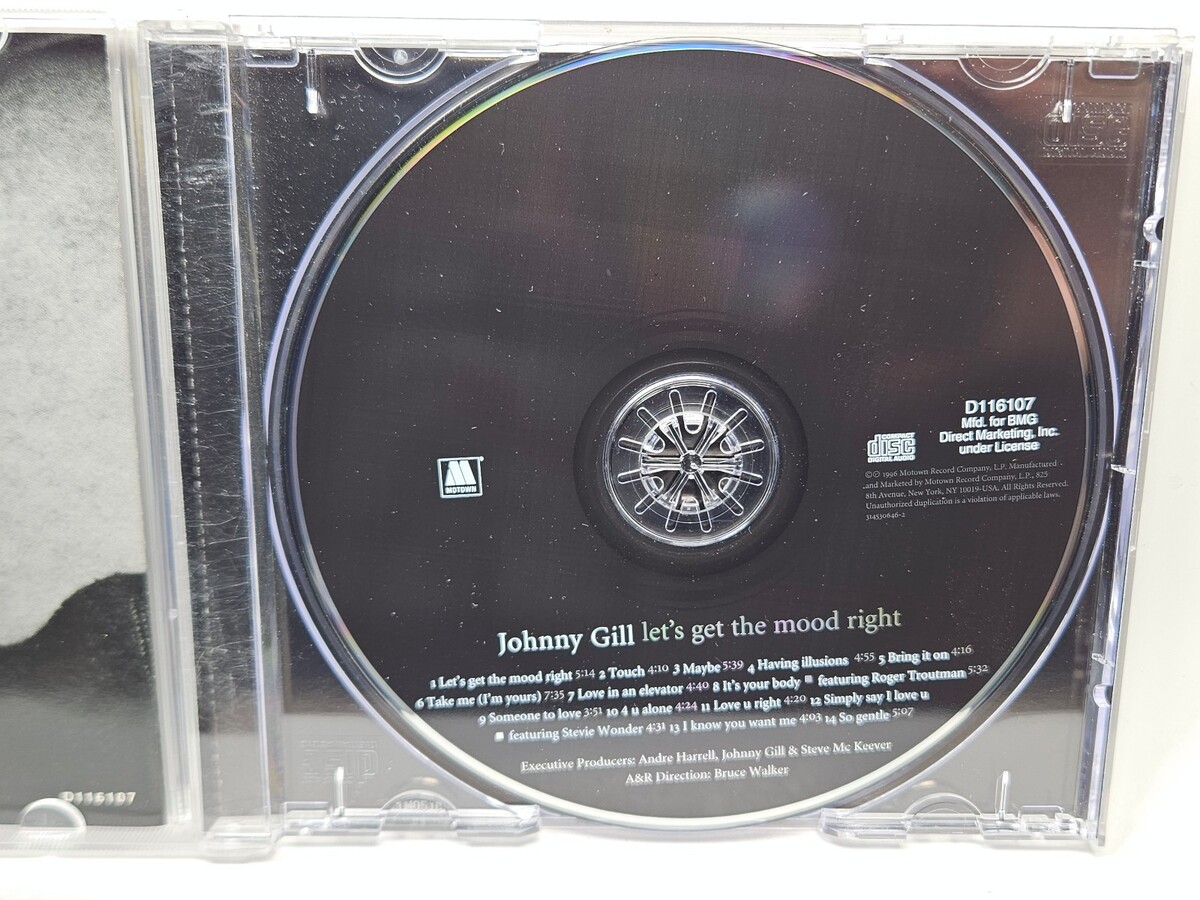 MOTOWN
COMPACT
disc
DIGITAL AUDIO
D116107
Mfd. for BMG
Direct Marketing, Inc.
under License
℗© 1996 Motown Record Company, L.P. Manufactured
and Marketed by Motown Record Company, L.P., 825
8th Avenue, New York, NY 10019-USA. All Rights Reserved.
Unauthorized duplication is a violation of applicable laws.
314530646-2
Johnny Gill let's get the mood right
1 Let's get the mood right 5:14 2 Touch 4:10 3 Maybe 5:39 4 Having illusions 4:55 5 Bring it on 4:16
6 Take me (I'm yours) 7:35 7 Love in an elevator 4:40 8 It's your body ■ featuring Roger Troutman 5:32
9 Someone to love 3:51 10 4 u alone 4:24 11 Love u right 4:20 12 Simply say I love u
■ featuring Stevie Wonder 4:31 13 I know you want me 4:03 14 So gentle 5:07
Executive Producers: Andre Harrell, Johnny Gill & Steve Mc Keever
A&R Direction: Bruce Walker
D116107